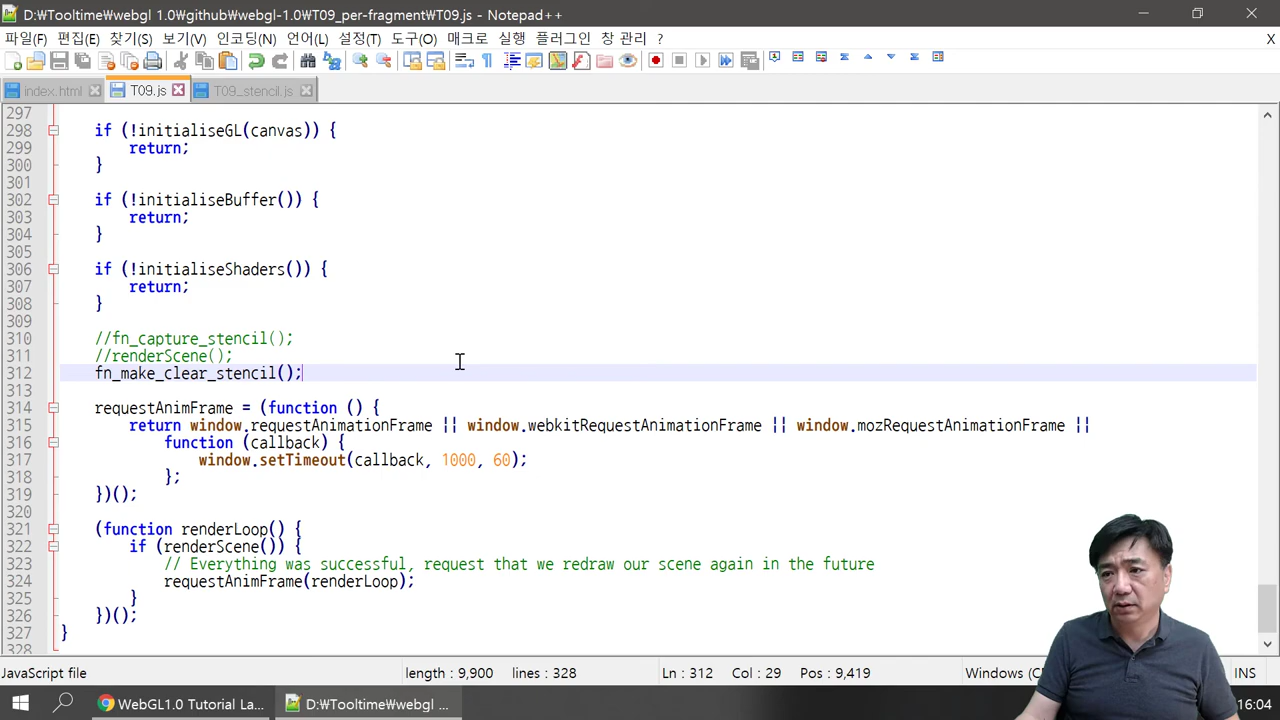 D:₩Tooltime₩webgl 1.0₩github₩webgl-1.0₩T09_per-fragment₩T09.js - Notepad++
파일(F) 편집(E) 찾기(S) 보기(V) 인코딩(N) 언어(L) 설정(T) 도구(O) 매크로 실행 플러그인 창 관리 ? X
index.html T09.js T09_stencil.js
297
298 if (!initialiseGL(canvas)) {
299 return;
300 }
301
302 if (!initialiseBuffer()) {
303 return;
304 }
305
306 if (!initialiseShaders()) {
307 return;
308 }
309
310 //fn_capture_stencil();
311 //renderScene();
312 fn_make_clear_stencil();
313
314 requestAnimFrame = (function () {
315 return window.requestAnimationFrame || window.webkitRequestAnimationFrame || window.mozRequestAnimationFrame ||
316 function (callback) {
317 window.setTimeout(callback, 1000, 60);
318 };
319 })();
320
321 (function renderLoop() {
322 if (renderScene()) {
323 // Everything was successful, request that we redraw our scene again in the future
324 requestAnimFrame(renderLoop);
325 }
326 })();
327 }
328
JavaScript file length : 9,900 lines : 328 Ln : 312 Col : 29 Pos : 9,419 Windows (C INS
WebGL1.0 Tutorial La... D:₩Tooltime₩webgl ... 16:04